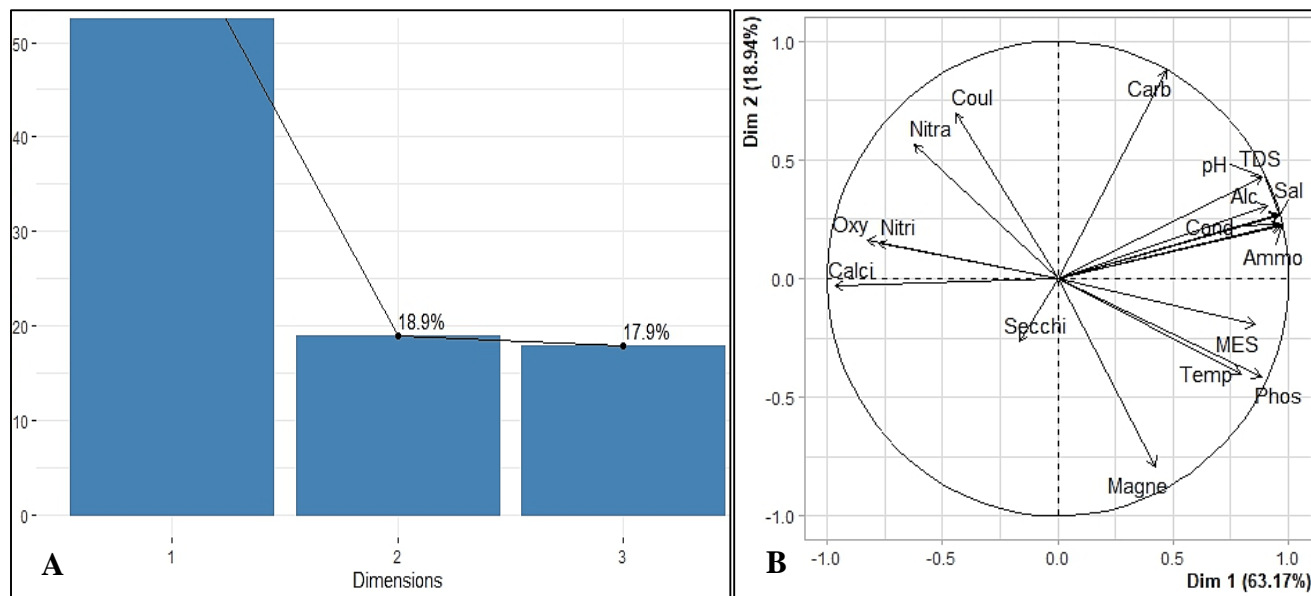 50
40
30
20
10
0
18.9%
17.9%
1
2
3
Dimensions
A
Dim 2 (18.94%)
1.0
0.5
0.0
-0.5
-1.0
Carb
Coul
Nitra
pH
TDS
Alc
Sal
Oxy
Nitri
Cond
Ammo
Calci
Secchi
MES
Temp
Phos
Magne
-1.0
-0.5
0.0
0.5
1.0
Dim 1 (63.17%)
B